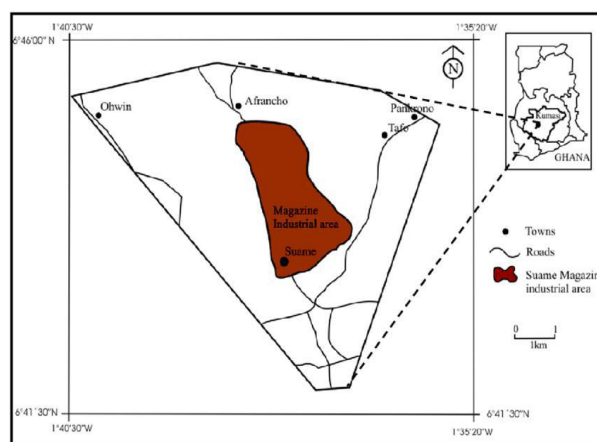 1°40'30"W
1°35'20"W
6°46'00" N
N
Ohwin
Afrancho
Pankrono
Tafo
Kumasi
GHANA
Magazine
Industrial area
Suame
Towns
Roads
Suame Magazine
industrial area
0 1
1km
6°41'30"N
6°41'30"N
1°40'30"W
1°35'20"W